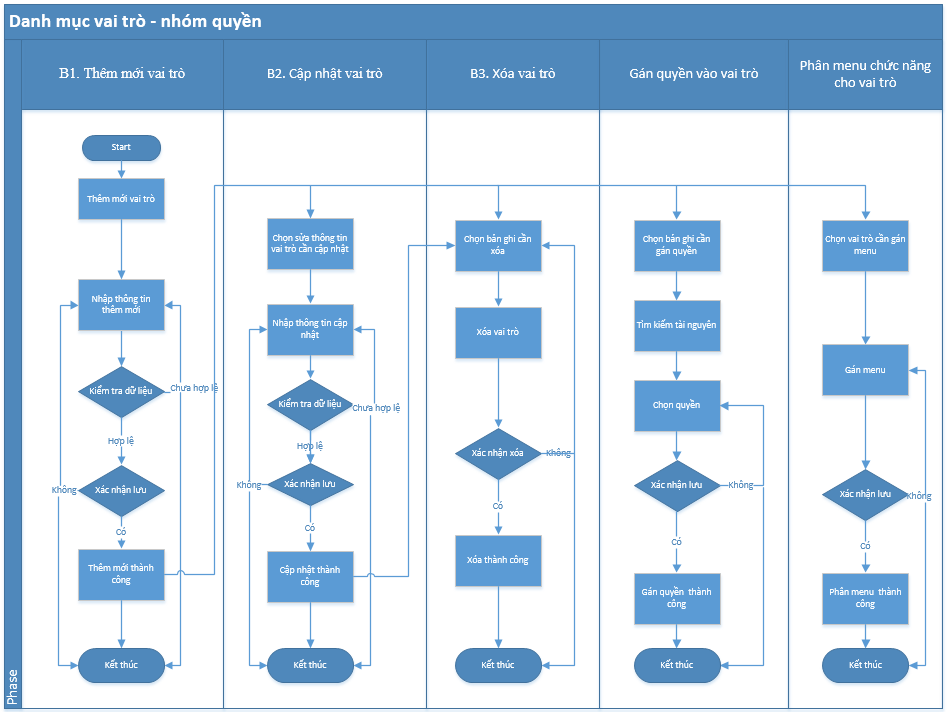 Danh mục vai trò - nhóm quyền
B1. Thêm mới vai trò
B2. Cập nhật vai trò
B3. Xóa vai trò
Gán quyền vào vai trò
Phân menu chức năng
cho vai trò
Start
Thêm mới vai trò
Nhập thông tin
thêm mới
Kiểm tra dữ liệu
Chưa hợp lệ
Hợp lệ
Xác nhận lưu
Không
Có
Thêm mới thành
công
Kết thúc
Chọn sửa thông tin
vai trò cần cập nhật
Nhập thông tin cập
nhật
Kiểm tra dữ liệu
Chưa hợp lệ
Hợp lệ
Xác nhận lưu
Không
Có
Cập nhật thành
công
Kết thúc
Chọn bản ghi cần
xóa
Xóa vai trò
Xác nhận xóa
Không
Có
Xóa thành công
Kết thúc
Chọn bản ghi cần
gán quyền
Tìm kiếm tài nguyên
Chọn quyền
Xác nhận lưu
Không
Có
Gán quyền thành
công
Kết thúc
Chọn vai trò cần gán
menu
Gán menu
Xác nhận lưu
Không
Có
Phân menu thành
công
Kết thúc
Phase